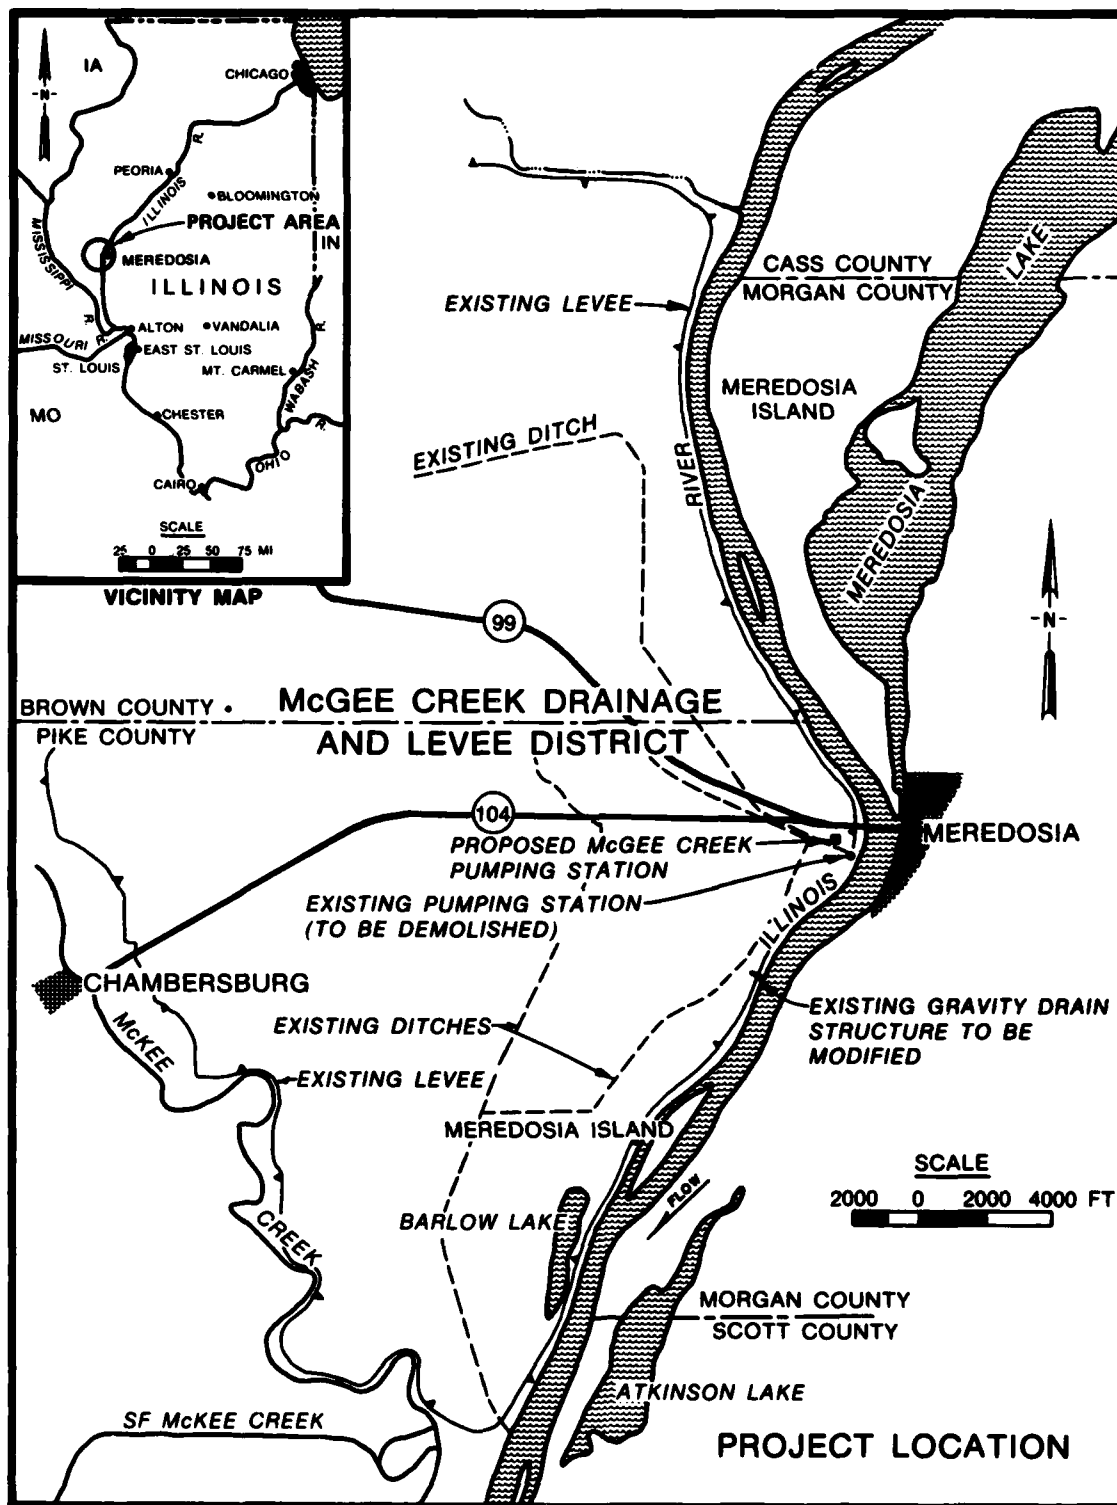 IA
-N-
CHICAGO
PEORIA
ILLINOIS R.
BLOOMINGTON
PROJECT AREA
IN
MEREDOSIA
MISSISSIPPI R.
ILLINOIS
ALTON
VANDALIA
MISSOURI R.
EAST ST. LOUIS
ST. LOUIS
MT. CARMEL
WABASH R.
MO
CHESTER
OHIO R.
CAIRO
SCALE
25 0 25 50 75 MI
VICINITY MAP
LAKE
CASS COUNTY
MORGAN COUNTY
EXISTING LEVEE
MEREDOSIA
ISLAND
EXISTING DITCH
RIVER
MEREDOSIA
-N-
99
BROWN COUNTY
PIKE COUNTY
McGEE CREEK DRAINAGE
AND LEVEE DISTRICT
104
MEREDOSIA
PROPOSED McGEE CREEK
PUMPING STATION
EXISTING PUMPING STATION
(TO BE DEMOLISHED)
ILLINOIS
CHAMBERSBURG
McKEE
EXISTING DITCHES
EXISTING GRAVITY DRAIN
STRUCTURE TO BE
MODIFIED
EXISTING LEVEE
MEREDOSIA ISLAND
SCALE
2000 0 2000 4000 FT
FLOW
BARLOW LAKE
CREEK
MORGAN COUNTY
SCOTT COUNTY
ATKINSON LAKE
SF McKEE CREEK
PROJECT LOCATION